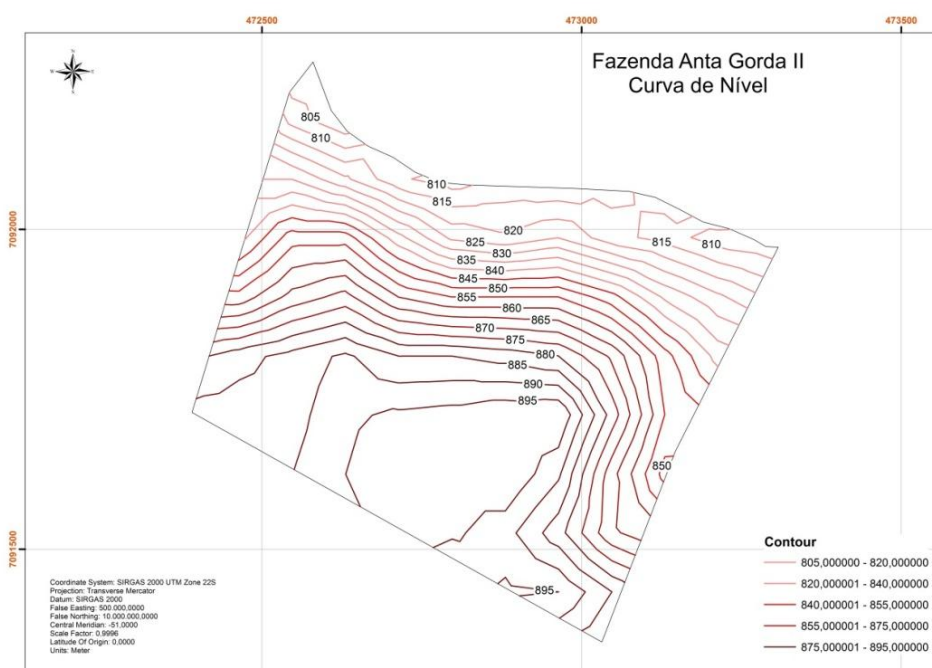 472500
473000
473500
Fazenda Anta Gorda II
Curva de Nível
7092000
7091500
805
810
810
815
820
815
810
825
830
835
840
845
850
855
860
865
870
875
880
885
890
895
850
895
Contour
805,000000 - 820,000000
820,000001 - 840,000000
840,000001 - 855,000000
855,000001 - 875,000000
875,000001 - 895,000000
Coordinate System: SIRGAS 2000 UTM Zone 22S
Projection: Transverse Mercator
Datum: SIRGAS 2000
False Easting: 500.000,0000
False Northing: 10.000.000,0000
Central Meridian: -51,0000
Scale Factor: 0,9996
Latitude Of Origin: 0,0000
Units: Meter